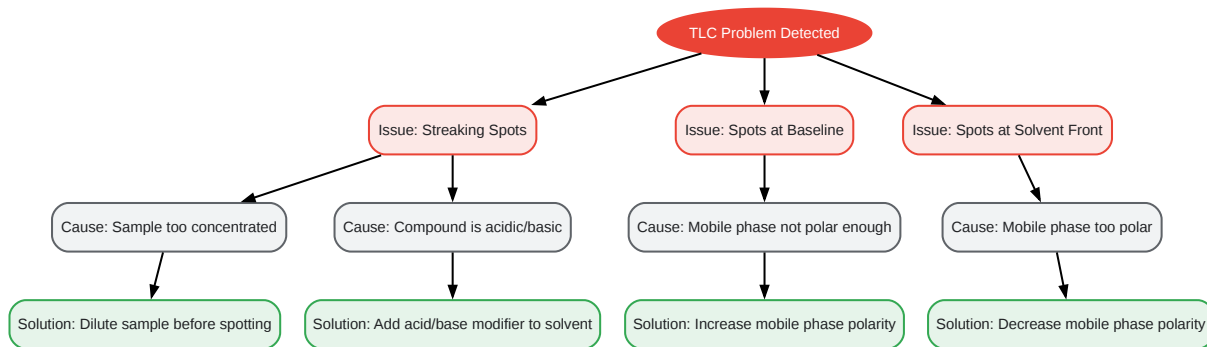 TLC Problem Detected
Issue: Streaking Spots
Issue: Spots at Baseline
Issue: Spots at Solvent Front
Cause: Sample too concentrated
Cause: Compound is acidic/basic
Cause: Mobile phase not polar enough
Cause: Mobile phase too polar
Solution: Dilute sample before spotting
Solution: Add acid/base modifier to solvent
Solution: Increase mobile phase polarity
Solution: Decrease mobile phase polarity